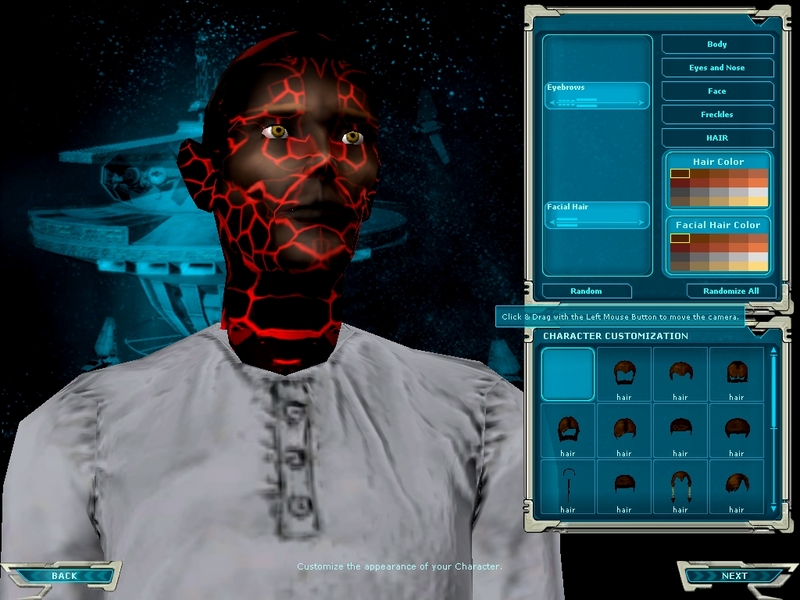 Body
Eyes and Nose
Face
Freckles
HAIR
Eyebrows
Facial Hair
Hair Color
Facial Hair Color
Random
Randomize All
Click & Drag with the Left Mouse Button to move the camera.
CHARACTER CUSTOMIZATION
hair
hair
hair
hair
hair
hair
hair
hair
hair
hair
hair
Customize the appearance of your Character.
BACK
NEXT